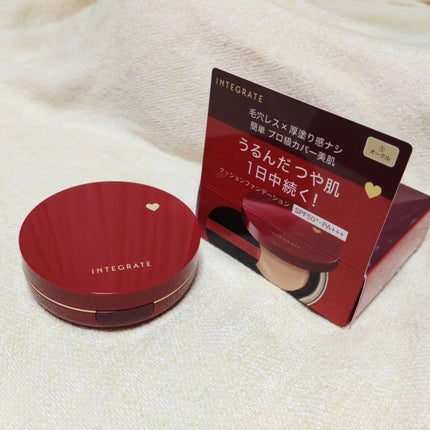 INTEGRATE
毛穴レス×厚塗り感ナシ
簡単 プロ級カバー美肌
①
オークル
うるんだつや肌
1日中続く!
クッションファンデーション
SPF50+・PA+++
INTEGRATE